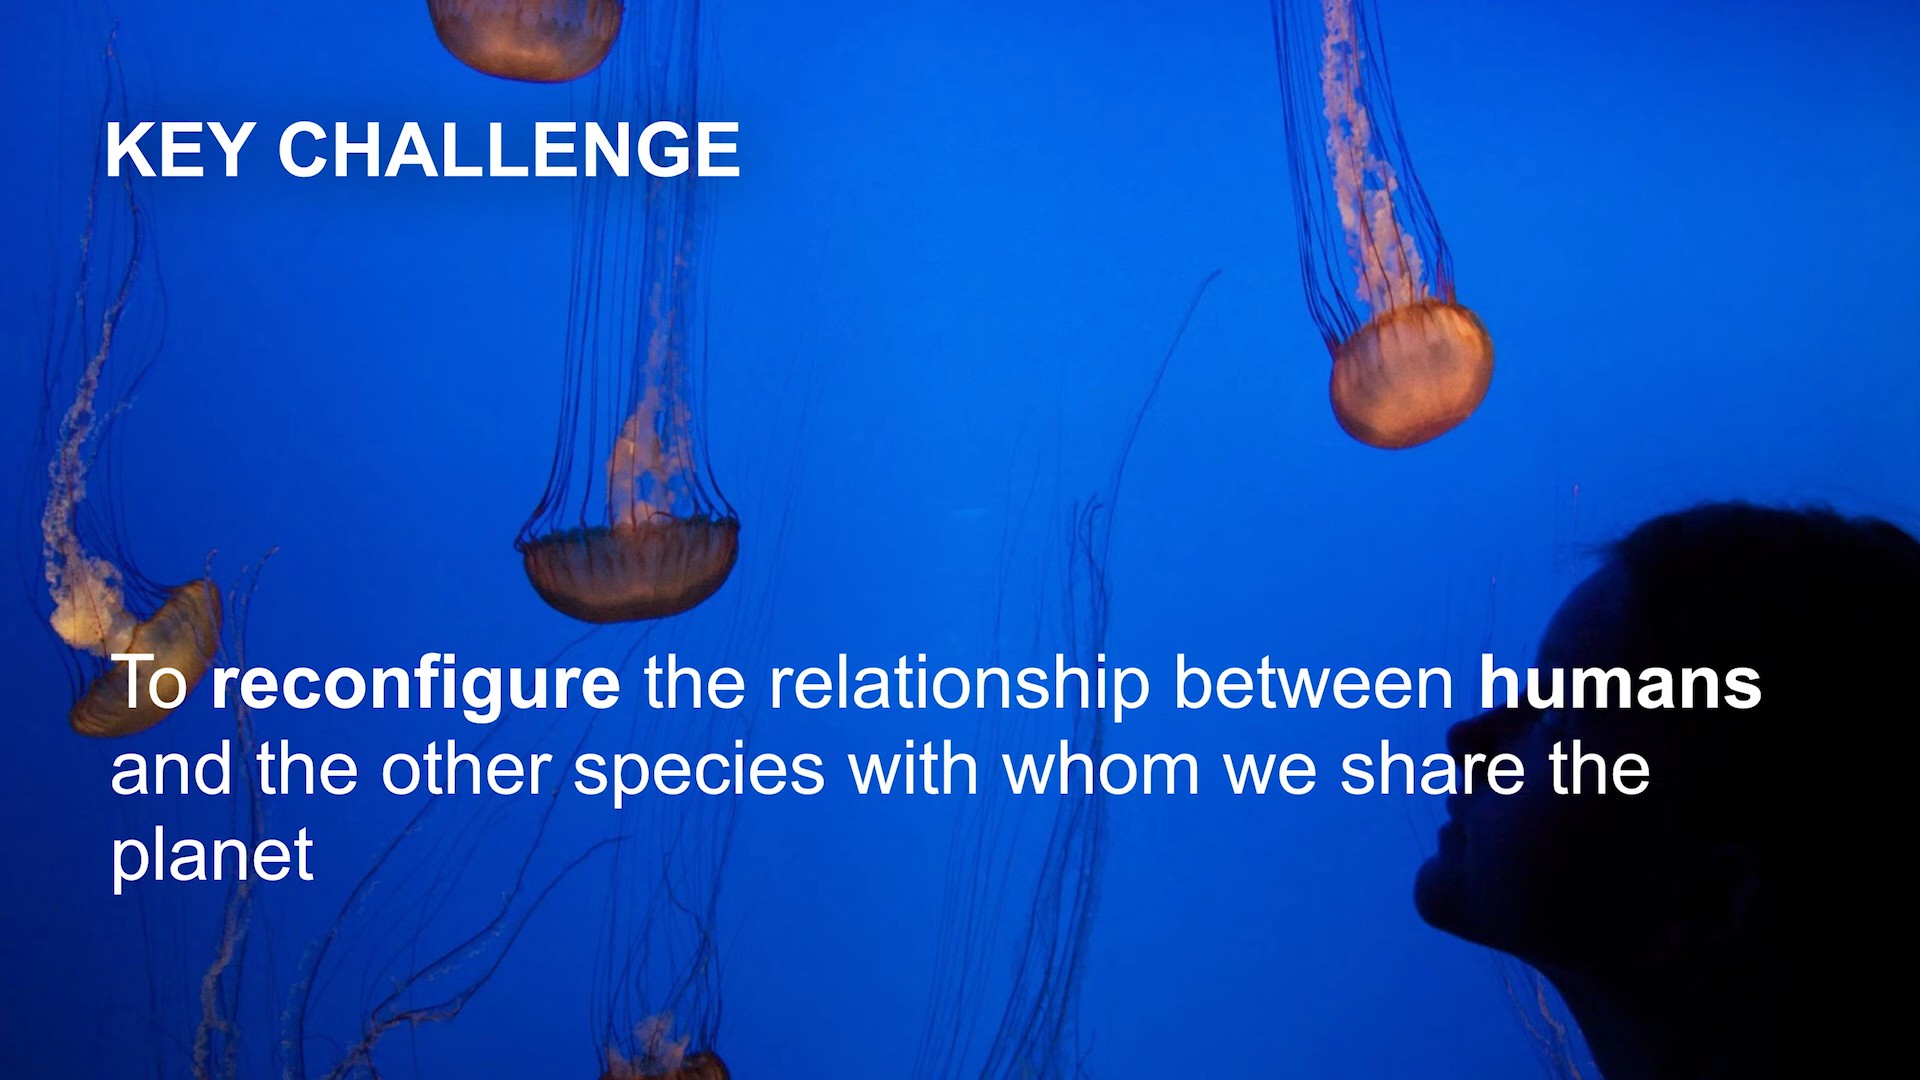 KEY CHALLENGE
To reconfigure the relationship between humans
and the other species with whom we share the
planet